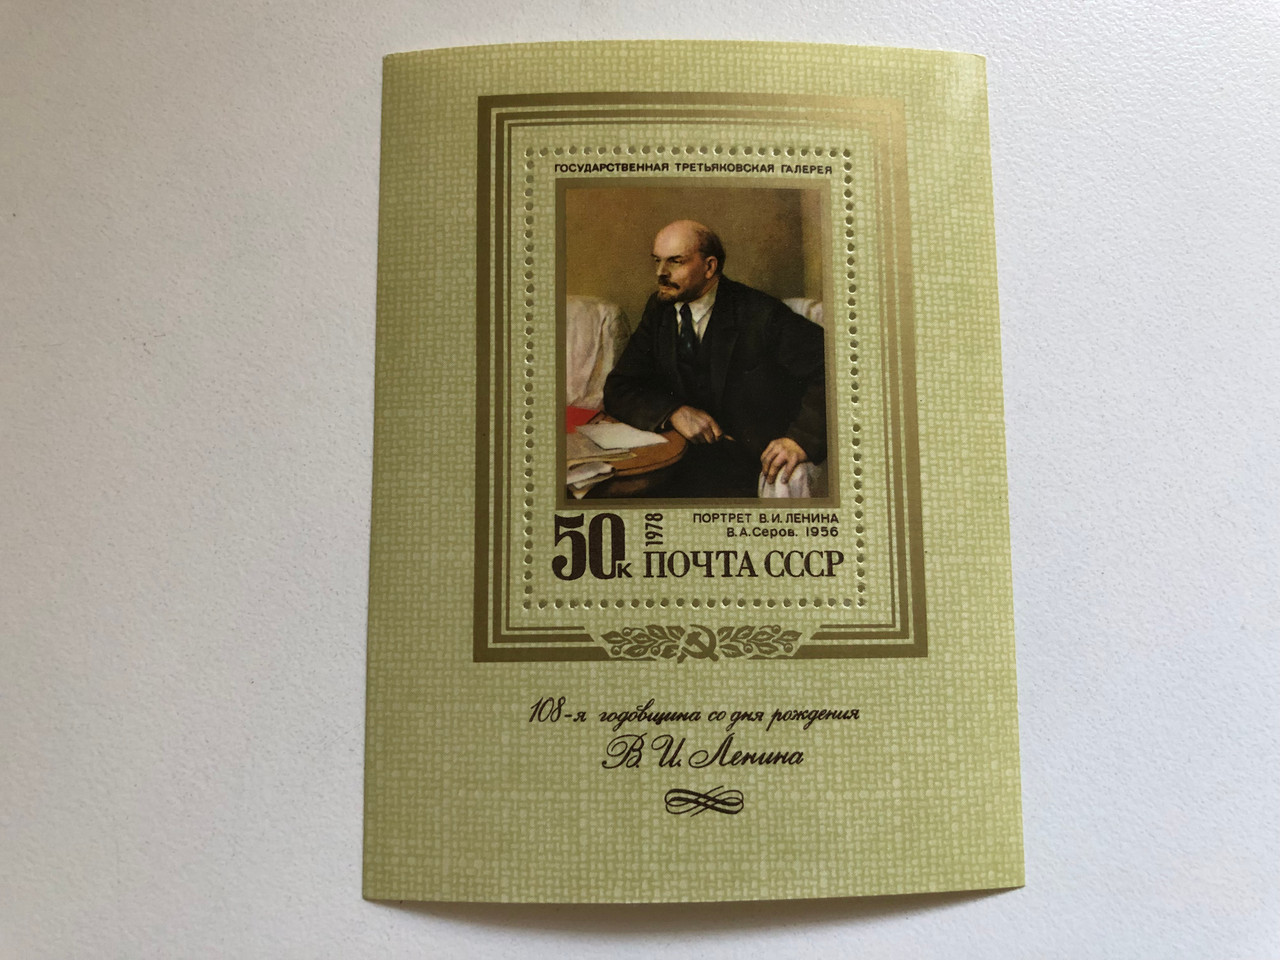 ГОСУДАРСТВЕННАЯ ТРЕТЬЯКОВСКАЯ ГАЛЕРЕЯ
50к
1978
ПОРТРЕТ В.И.ЛЕНИНА
В.А.Серов. 1956
ПОЧТА СССР
108-я годовщина со дня рождения
В. И. Ленина